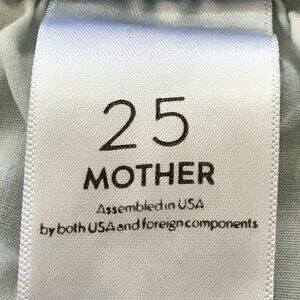 25
MOTHER
Assembled in USA
by both USA and foreign components